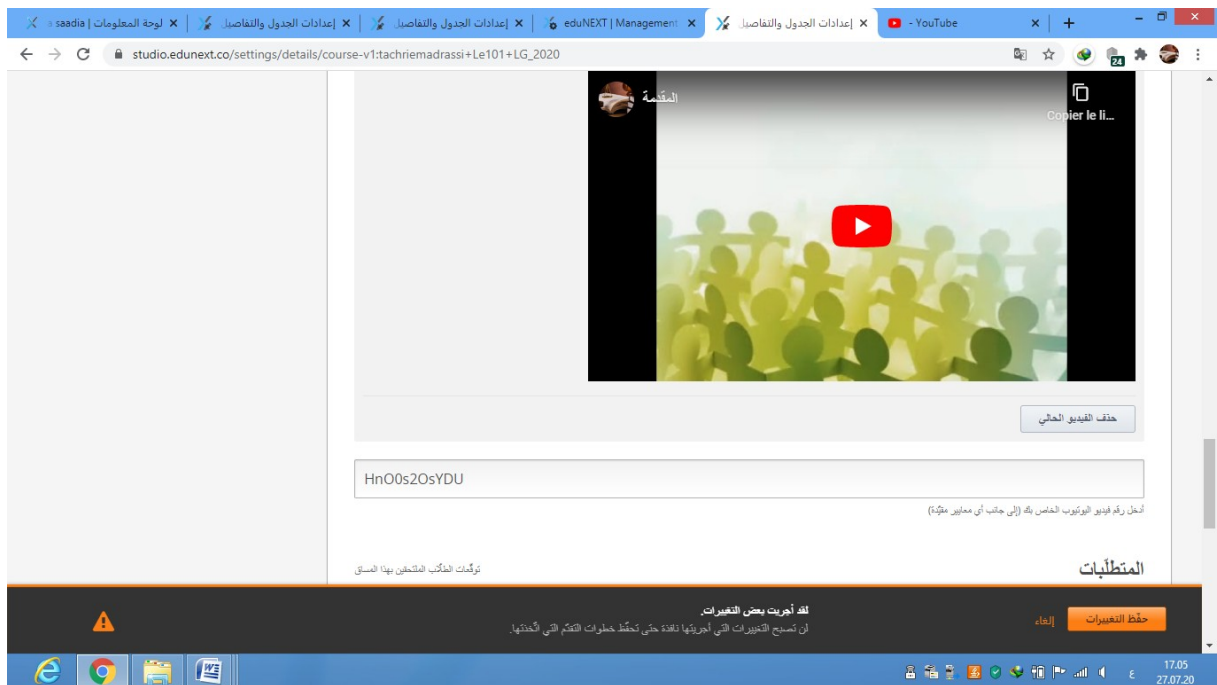 لوحة المعلومات | saadia a
إعدادات الجدول والتفاصيل
إعدادات الجدول والتفاصيل
eduNEXT | Management
إعدادات الجدول والتفاصيل
- YouTube
studio.edunext.co/settings/details/course-v1:tachriemadrassi+Le101+LG_2020
24
المقدمة
Copier le li...
حذف الفيديو الحالي
HnO0s2OsYDU
أدخل رقم فيديو اليوتيوب الخاص بك (إلى جانب أي معايير مقيّدة)
المتطلّبات
توقّعات الطلّاب الملتحقين بهذا المساق
لقد أجريت بعض التغييرات.
لن تصبح التغييرات التي أجريتها نافذة حتى تحفَظ خطوات التقدّم التي اتّخذتها.
حفْظ التغييرات
إلغاء
ع
17.05
27.07.20